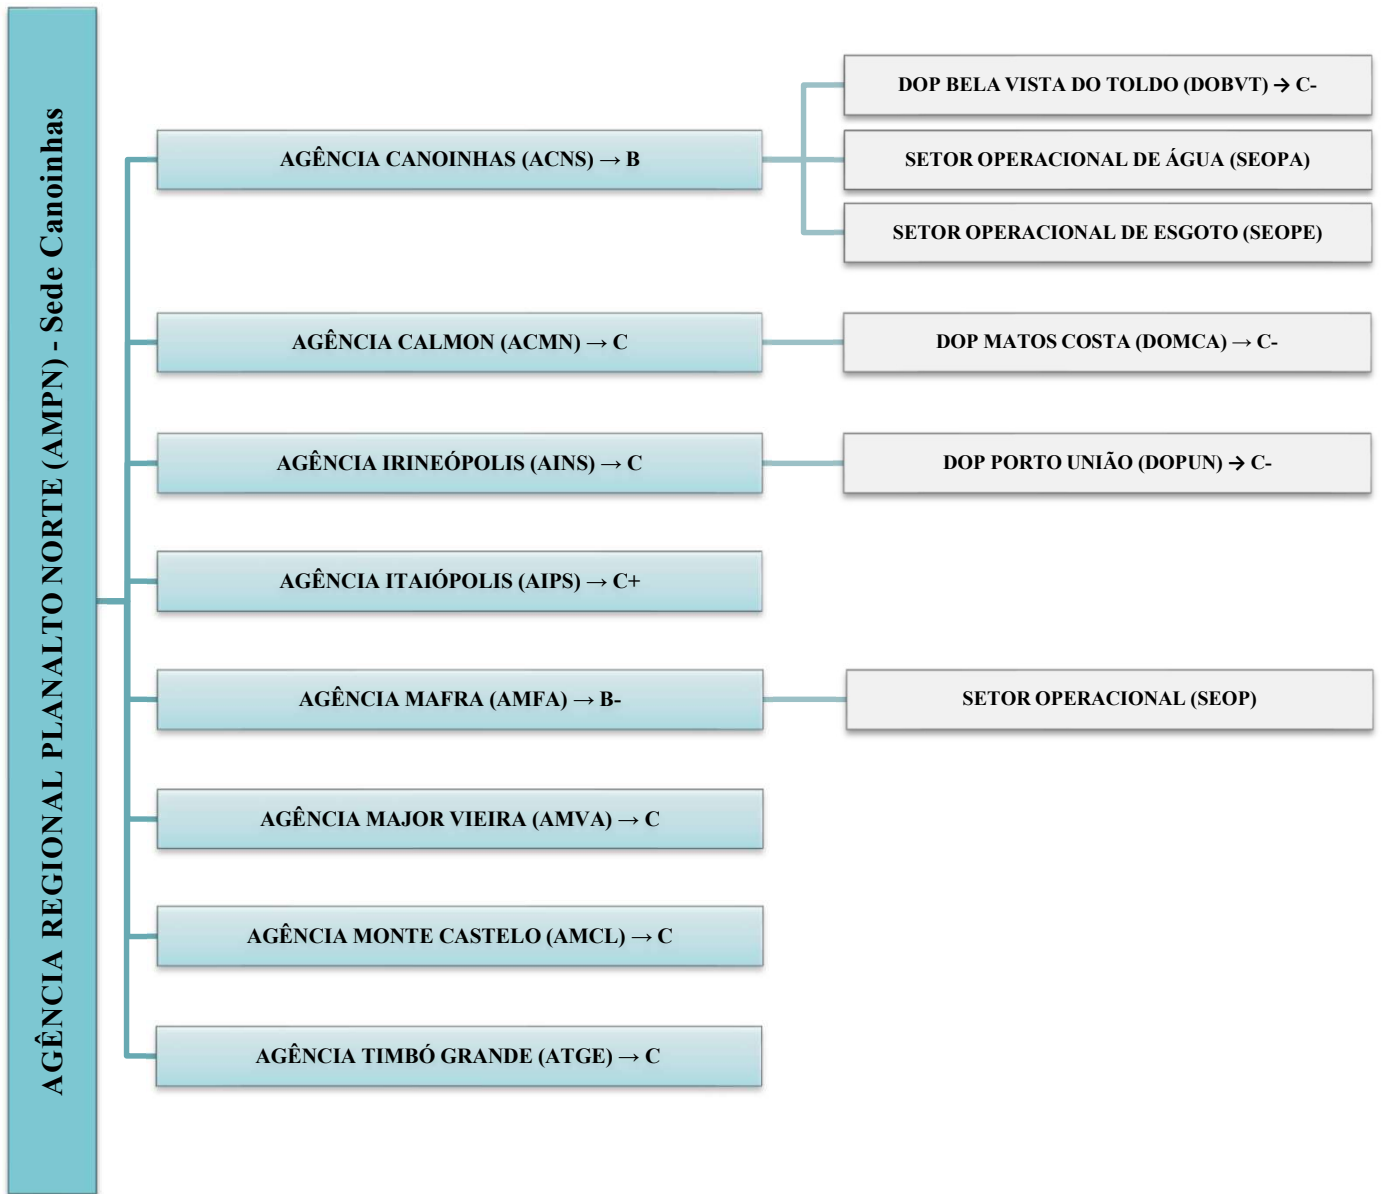 AGÊNCIA REGIONAL PLANALTO NORTE (AMPN) - Sede Canoinhas
AGÊNCIA CANOINHAS (ACNS) → B
DOP BELA VISTA DO TOLDO (DOBVT) → C-
SETOR OPERACIONAL DE ÁGUA (SEOPA)
SETOR OPERACIONAL DE ESGOTO (SEOPE)
AGÊNCIA CALMON (ACMN) → C
DOP MATOS COSTA (DOMCA) → C-
AGÊNCIA IRINEÓPOLIS (AINS) → C
DOP PORTO UNIÃO (DOPUN) → C-
AGÊNCIA ITAIÓPOLIS (AIPS) → C+
AGÊNCIA MAFRA (AMFA) → B-
SETOR OPERACIONAL (SEOP)
AGÊNCIA MAJOR VIEIRA (AMVA) → C
AGÊNCIA MONTE CASTELO (AMCL) → C
AGÊNCIA TIMBÓ GRANDE (ATGE) → C